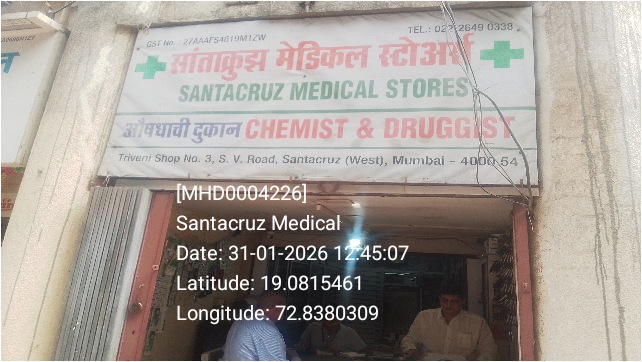 GST No. : 27AAAFS4619M1ZW
TEL.: 022 2649 0338
सांताकुझ मेडिकल स्टोअर्स
SANTACRUZ MEDICAL STORES
औषधाची दुकान CHEMIST & DRUGGIST
Triveni Shop No. 3, S. V. Road, Santacruz (West), Mumbai - 4000 54
[MHD0004226]
Santacruz Medical
Date: 31-01-2026 12:45:07
Latitude: 19.0815461
Longitude: 72.8380309